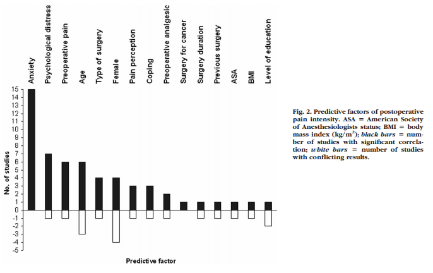 Anxiety
Psychological distress
Preoperative pain
Age
Type of surgery
Female
Pain perception
Coping
Preoperative analgesic
Surgery for cancer
Surgery duration
Previous surgery
ASA
BMI
Level of education
No. of studies
15
14
13
12
11
10
9
8
7
6
5
4
3
2
1
0
-1
-2
-3
-4
-5
Predictive factor
Fig. 2. Predictive factors of postoperative
pain intensity. ASA = American Society
of Anesthesiologists status; BMI = body
mass index (kg/m²); black bars = num-
ber of studies with significant correla-
tion; white bars = number of studies
with conflicting results.